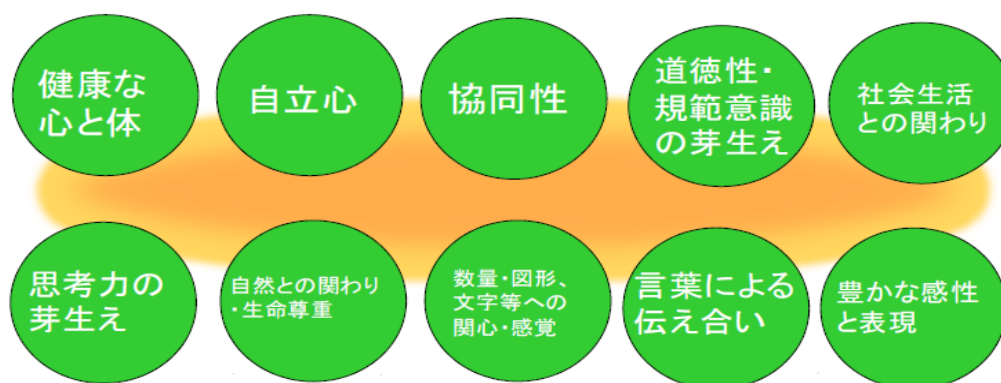 健康な
心と体
自立心
協同性
道徳性・
規範意識
の芽生え
社会生活
との関わり
思考力の
芽生え
自然との関わり
・生命尊重
数量・図形、
文字等への
関心・感覚
言葉による
伝え合い
豊かな感性
と表現